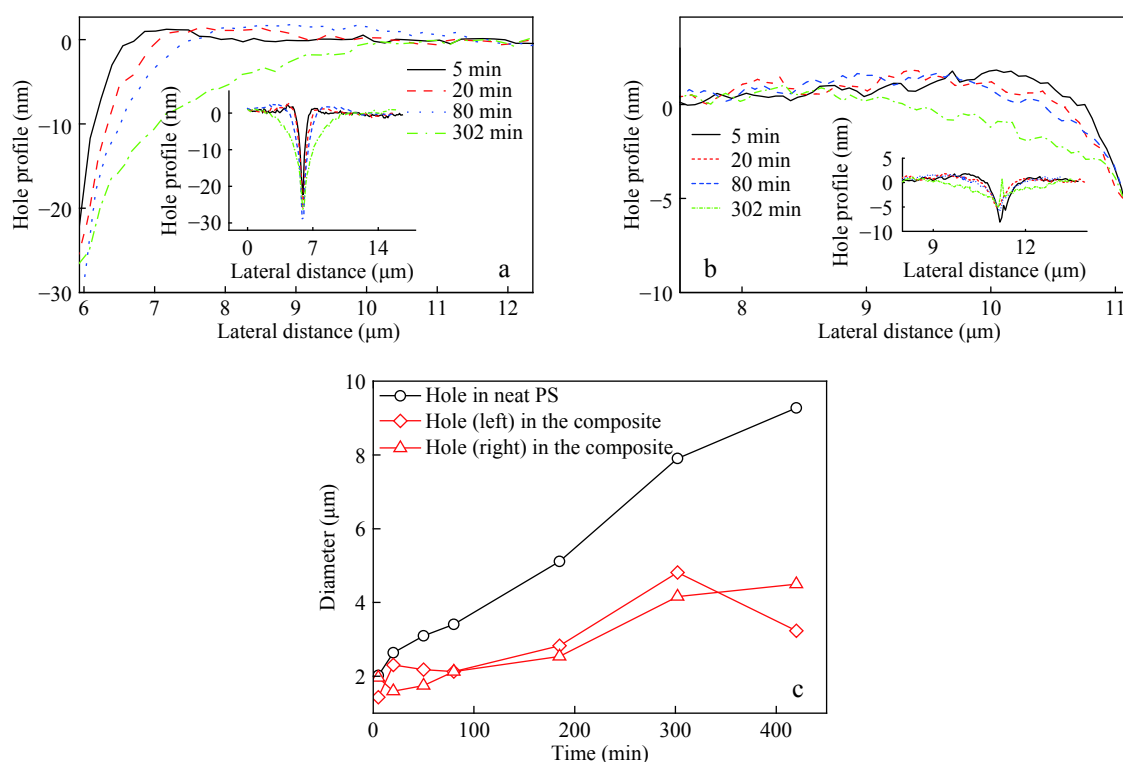 Hole profile (nm)
0
−10
−20
−30
5 min
20 min
80 min
302 min
Hole profile (nm)
0
−10
−20
−30
0
7
14
Lateral distance (μm)
a
6
7
8
9
10
11
12
Lateral distance (μm)
Hole profile (nm)
5
0
−5
−10
5 min
20 min
80 min
302 min
Hole profile (nm)
5
0
−5
−10
9
12
Lateral distance (μm)
b
8
9
10
11
Lateral distance (μm)
Diameter (μm)
10
8
6
4
2
Hole in neat PS
Hole (left) in the composite
Hole (right) in the composite
c
0
100
200
300
400
Time (min)